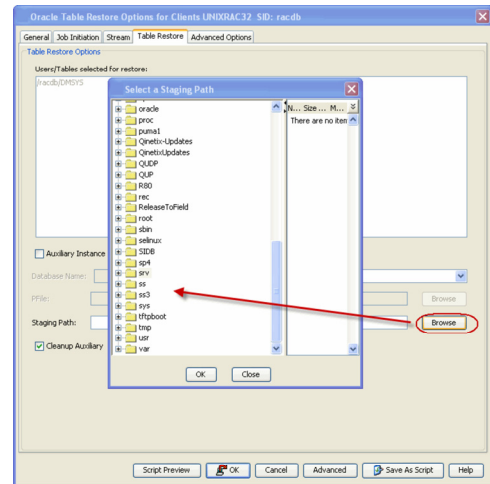 Oracle Table Restore Options for Clients UNIXRAC32 SID: racdb
General Job Initiation Stream Table Restore Advanced Options
Table Restore Options
Users/Tables selected for restore:
/racdb/DMSYS
Select a Staging Path
oracle
proc
puma1
Qinetix-Updates
QinetixUpdates
QUDP
QUP
R80
rec
ReleaseToField
root
sbin
selinux
SIDB
sp4
srv
ss
ss3
sys
tftpboot
tmp
usr
var
N... Size ... M...
There are no item
OK Close
Auxiliary Instance
Database Name:
PFile: Browse
Staging Path: Browse
Cleanup Auxiliary
Script Preview OK Cancel Advanced Save As Script Help